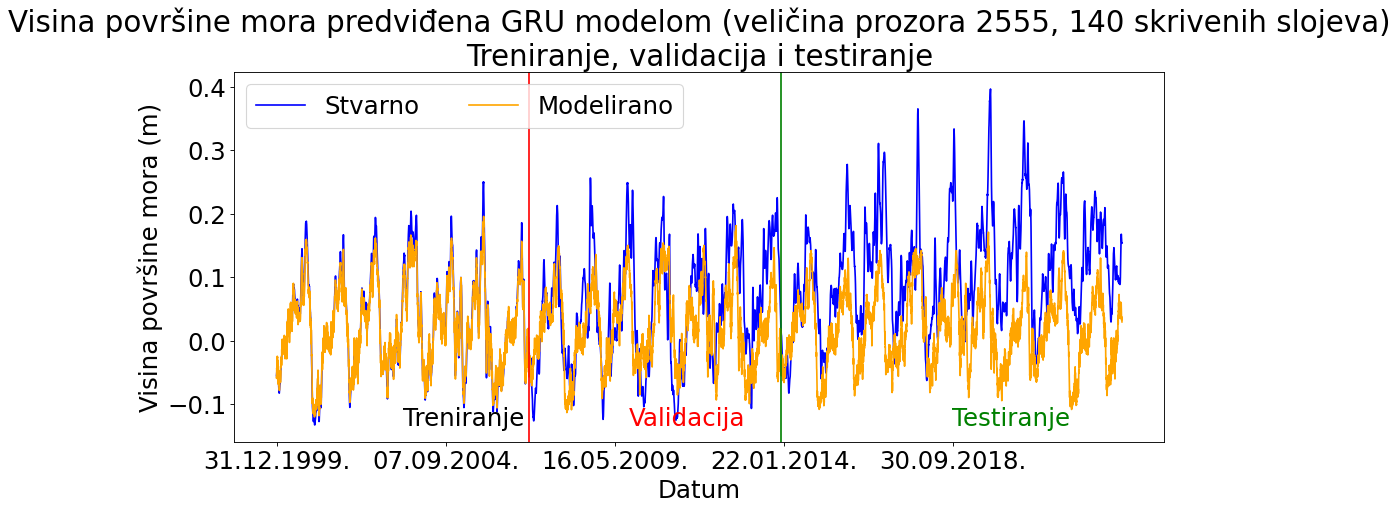 Visina površine mora predviđena GRU modelom (veličina prozora 2555, 140 skrivenih slojeva)
Treniranje, validacija i testiranje
Stvarno
Modelirano
Visina površine mora (m)
0.4
0.3
0.2
0.1
0.0
−0.1
Treniranje
Validacija
Testiranje
31.12.1999.
07.09.2004.
16.05.2009.
22.01.2014.
30.09.2018.
Datum